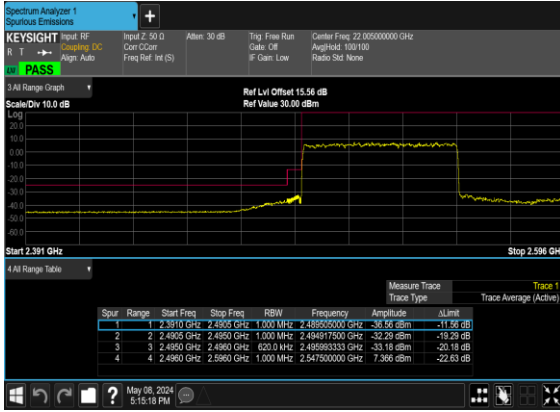 Spectrum Analyzer 1
Spurious Emissions
+
KEYSIGHT
R T
PASS
Input: RF
Coupling: DC
Align: Auto
Input Z: 50 Ω
Corr CCorr
Freq Ref: Int (S)
Atten: 30 dB
Trig: Free Run
Gate: Off
IF Gain: Low
Center Freq: 22.005000000 GHz
Avg|Hold: 100/100
Radio Std: None
3 All Range Graph
Scale/Div 10.0 dB
Ref Lvl Offset 15.56 dB
Ref Value 30.00 dBm
Log
20.0
10.0
0.00
-10.0
-20.0
-30.0
-40.0
-50.0
-60.0
Start 2.391 GHz
Stop 2.596 GH
4 All Range Table
Measure Trace Trace 1
Trace Type Trace Average (Active)
Spur Range Start Freq Stop Freq RBW Frequency Amplitude ΔLimit
1 1 2.3910 GHz 2.4905 GHz 1.000 MHz 2.489505000 GHz -36.56 dBm -11.56 dB
2 2 2.4905 GHz 2.4950 GHz 1.000 MHz 2.494917500 GHz -32.29 dBm -19.29 dB
3 3 2.4950 GHz 2.4960 GHz 620.0 kHz 2.495993333 GHz -33.18 dBm -20.18 dB
4 4 2.4960 GHz 2.5960 GHz 1.000 MHz 2.547500000 GHz 7.366 dBm -22.63 dB
?
May 08, 2024
5:15:18 PM